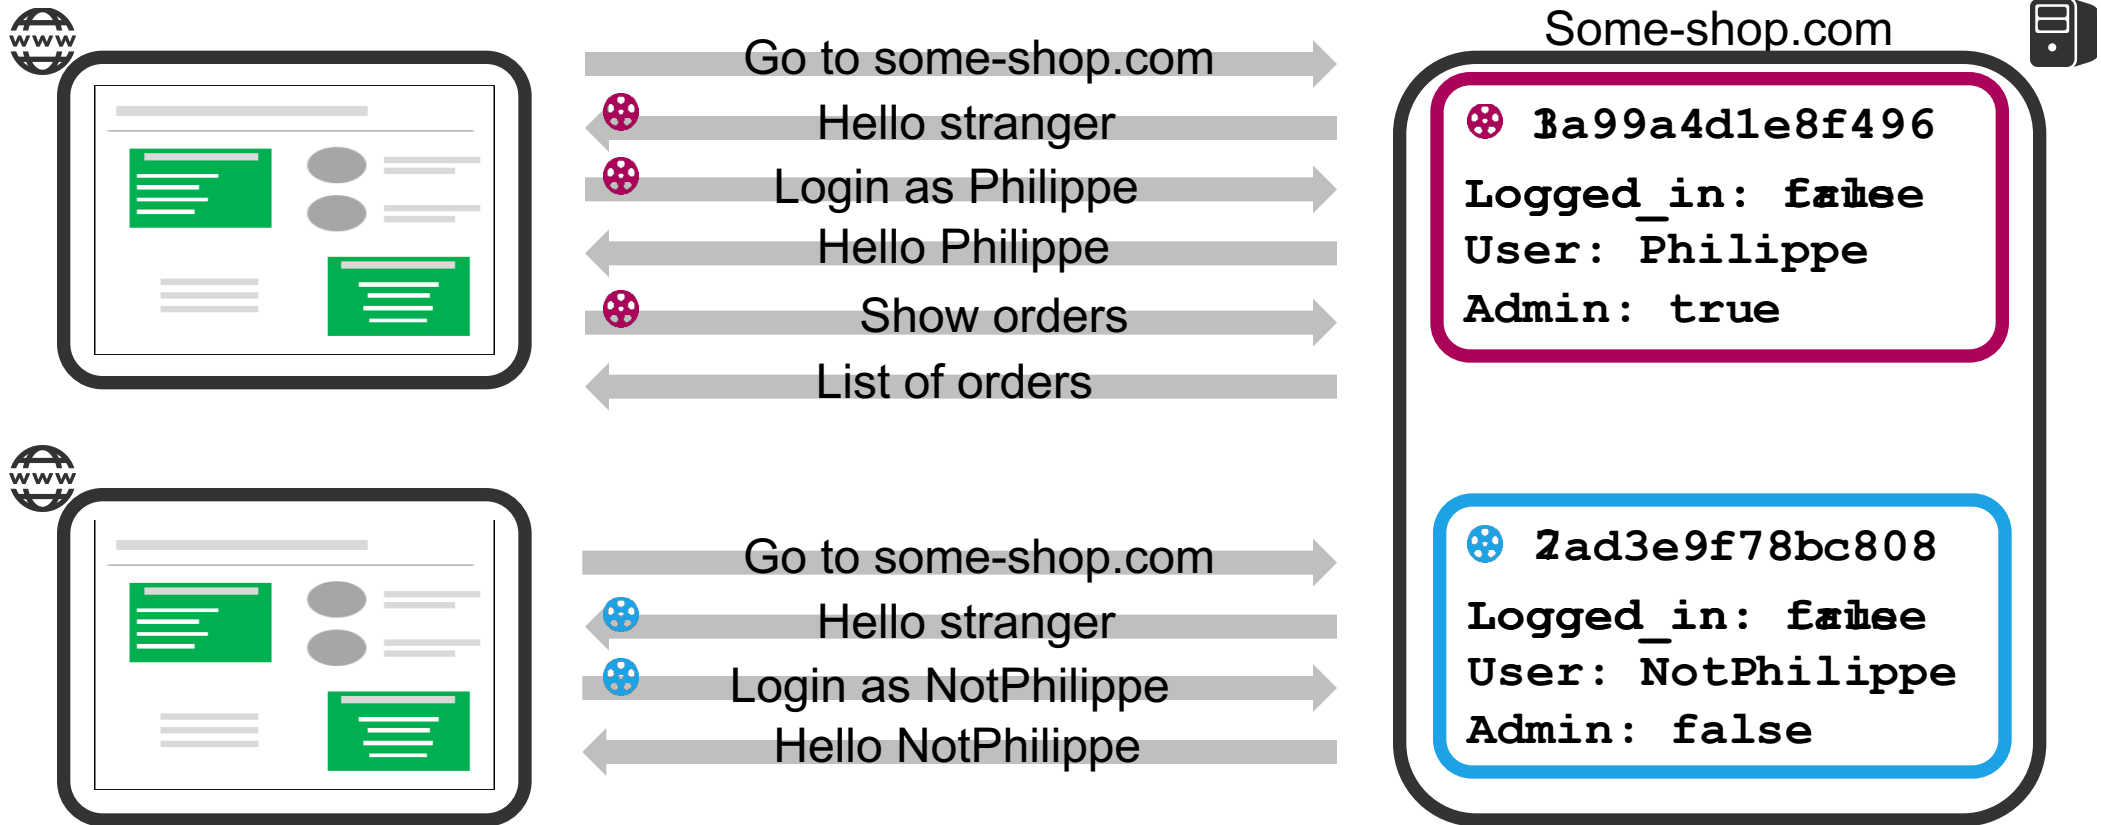 Some-shop.com
www
Go to some-shop.com
Hello stranger
Login as Philippe
Hello Philippe
Show orders
List of orders
a99a4d1e8f496
Logged_in:
User: Philippe
Admin: true
www
Go to some-shop.com
Hello stranger
Login as NotPhilippe
Hello NotPhilippe
ad3e9f78bc808
Logged_in:
User: NotPhilippe
Admin: false